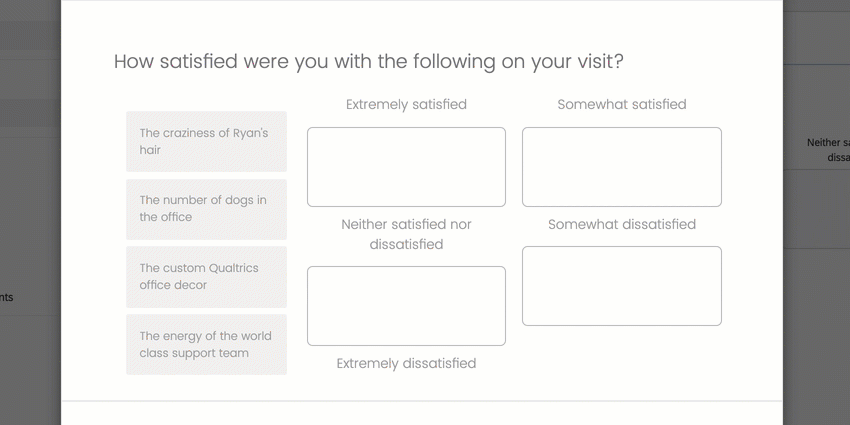 How satisfied were you with the following on your visit?
Extremely satisfied
Somewhat satisfied
The craziness of Ryan's
hair
The number of dogs in
the office
Neither satisfied nor
dissatisfied
Somewhat dissatisfied
The custom Qualtrics
office decor
The energy of the world
class support team
Extremely dissatisfied
nts
Neither sa
dissa